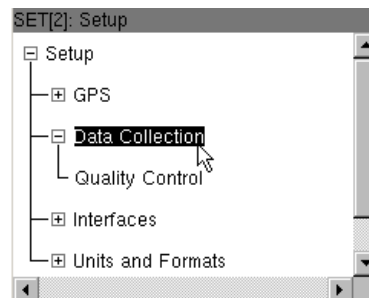 SET[2]: Setup
Setup
GPS
Data Collection
Quality Control
Interfaces
Units and Formats